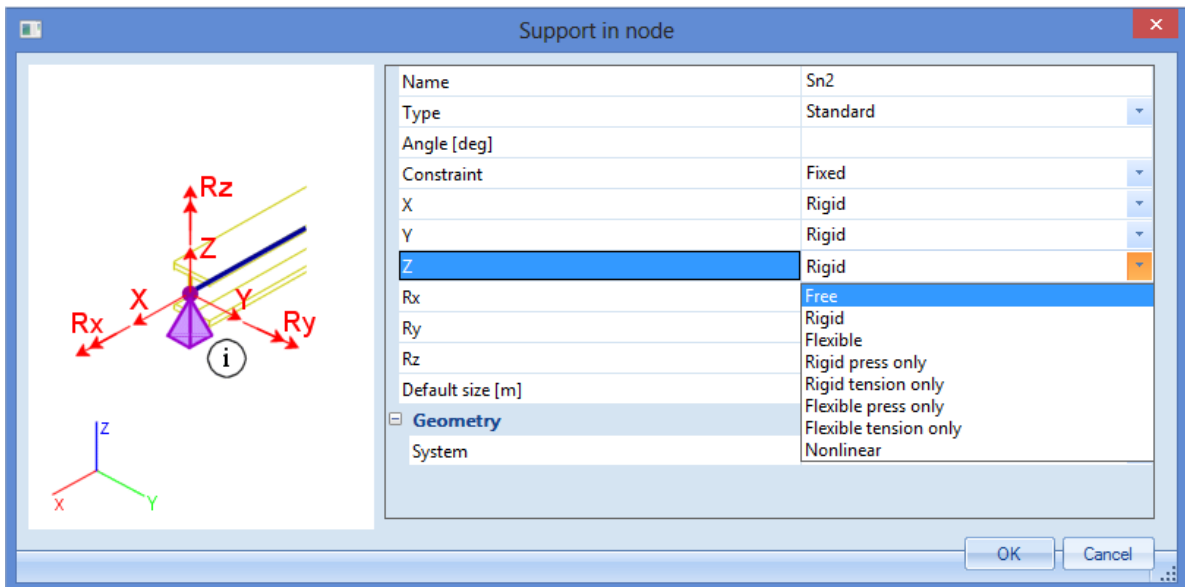 Support in node
Name Sn2
Type Standard
Angle [deg]
Constraint Fixed
X Rigid
Y Rigid
Z Rigid
Rx
Ry
Rz
Default size [m]
Geometry
System
Free
Rigid
Flexible
Rigid press only
Rigid tension only
Flexible press only
Flexible tension only
Nonlinear
Rz
Z
X
Y
Rx
Ry
i
Z
X
Y
OK Cancel